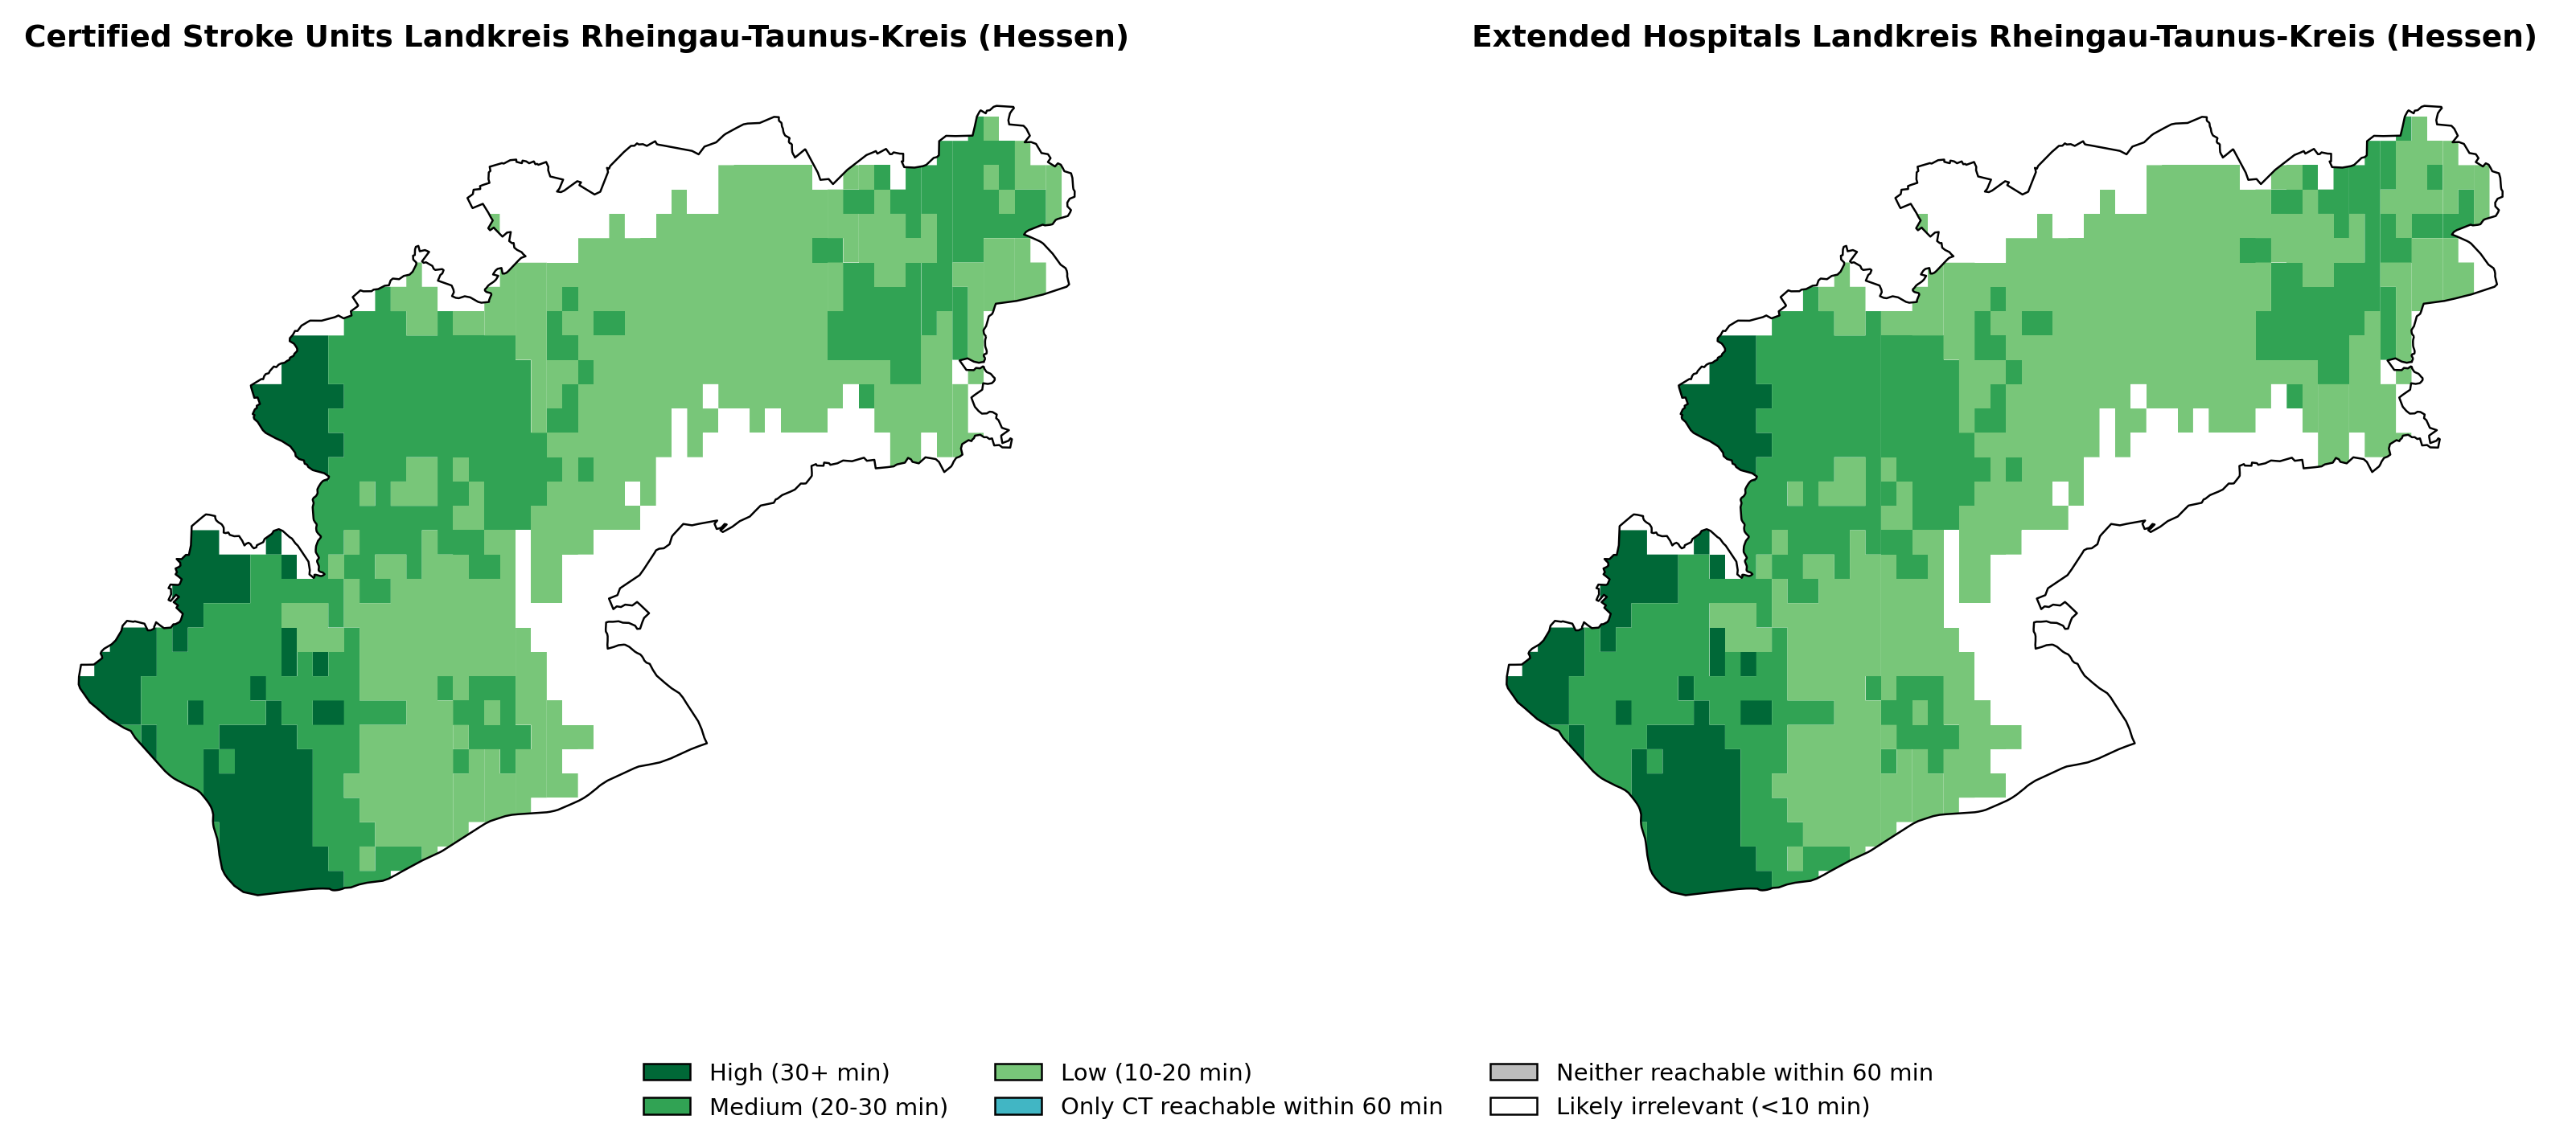 Certified Stroke Units Landkreis Rheingau-Taunus-Kreis (Hessen)
Extended Hospitals Landkreis Rheingau-Taunus-Kreis (Hessen)
High (30+ min)
Medium (20-30 min)
Low (10-20 min)
Only CT reachable within 60 min
Neither reachable within 60 min
Likely irrelevant (<10 min)